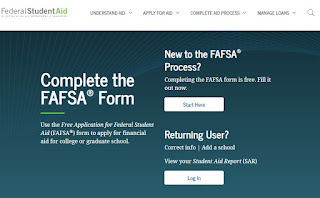 Federal Student Aid
UNDERSTAND AID
APPLY FOR AID
COMPLETE AID PROCESS
MANAGE LOANS
Complete the
FAFSA® Form
Use the Free Application for Federal Student
Aid (FAFSA®) form to apply for financial
aid for college or graduate school.
New to the FAFSA®
Process?
Completing the FAFSA form is free. Fill it
out now.
Start Here
Returning User?
Correct info | Add a school
View your Student Aid Report (SAR)
Log In